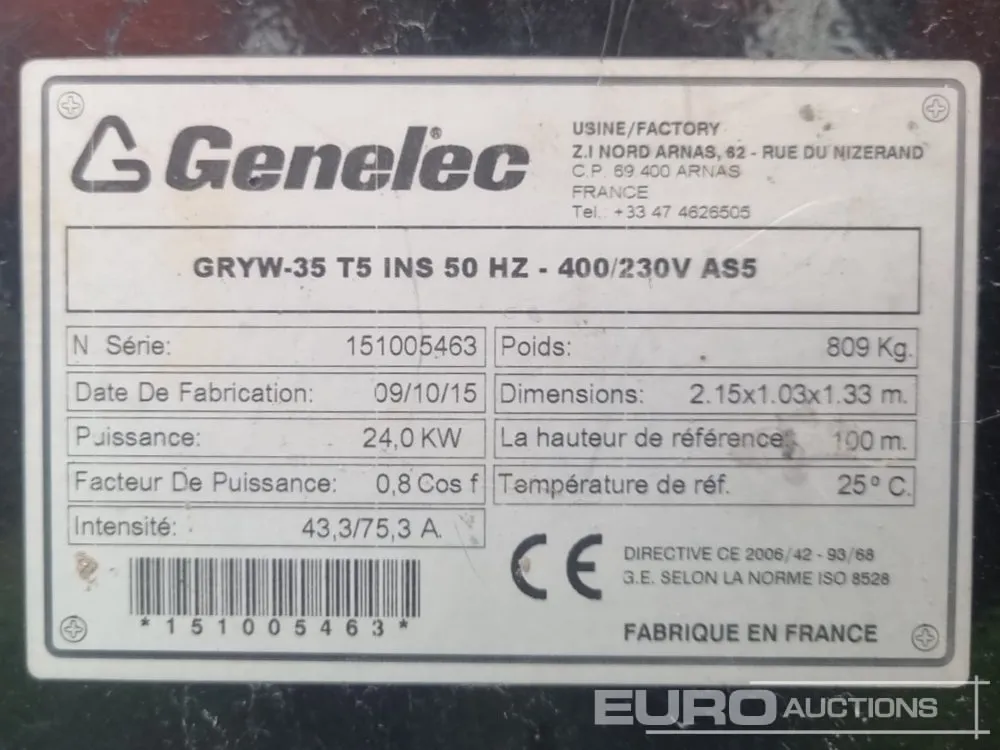 Genelec®
USINE/FACTORY
Z.I NORD ARNAS, 62 - RUE DU NIZERAND
C.P. 69 400 ARNAS
FRANCE
Tel.: +33 47 4626505
GRYW-35 T5 INS 50 HZ - 400/230V AS5
N Série: 151005463
Poids: 809 Kg.
Date De Fabrication: 09/10/15
Dimensions: 2.15x1.03x1.33 m.
Puissance: 24,0 KW
La hauteur de référence: 100 m.
Facteur De Puissance: 0,8 Cos f
Température de réf. 25º C.
Intensité: 43,3/75,3 A.
CE
DIRECTIVE CE 2006/42 - 93/68
G.E. SELON LA NORME ISO 8528
*151005463*
FABRIQUE EN FRANCE
EURO AUCTIONS
www.euroauctions.com